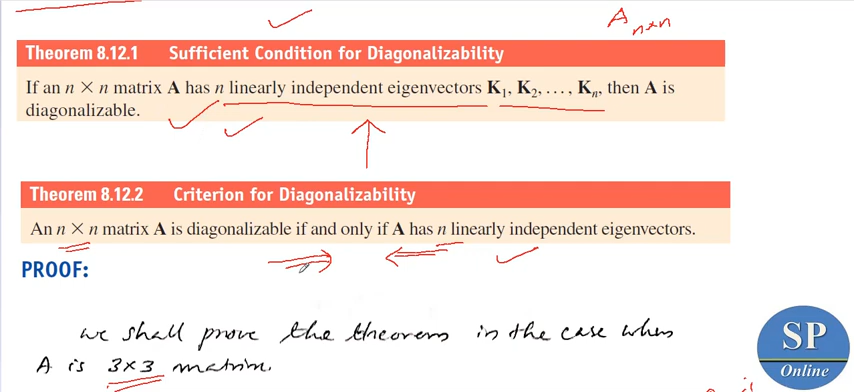 A n×n
Theorem 8.12.1 Sufficient Condition for Diagonalizability
If an n × n matrix A has n linearly independent eigenvectors K₁, K₂, . . . , Kₙ, then A is
diagonalizable.
Theorem 8.12.2 Criterion for Diagonalizability
An n × n matrix A is diagonalizable if and only if A has n linearly independent eigenvectors.
PROOF:
we shall prove the theorem in the case when
A is 3×3 matrix.
SP
Online